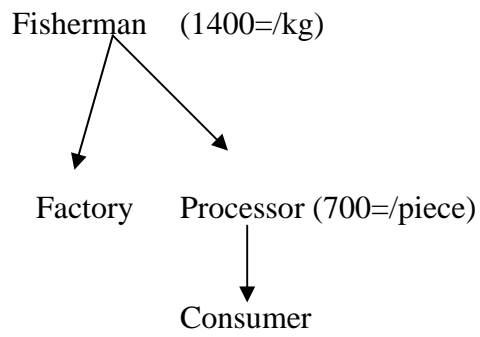 Fisherman (1400=/kg)
Factory Processor (700=/piece)
Consumer